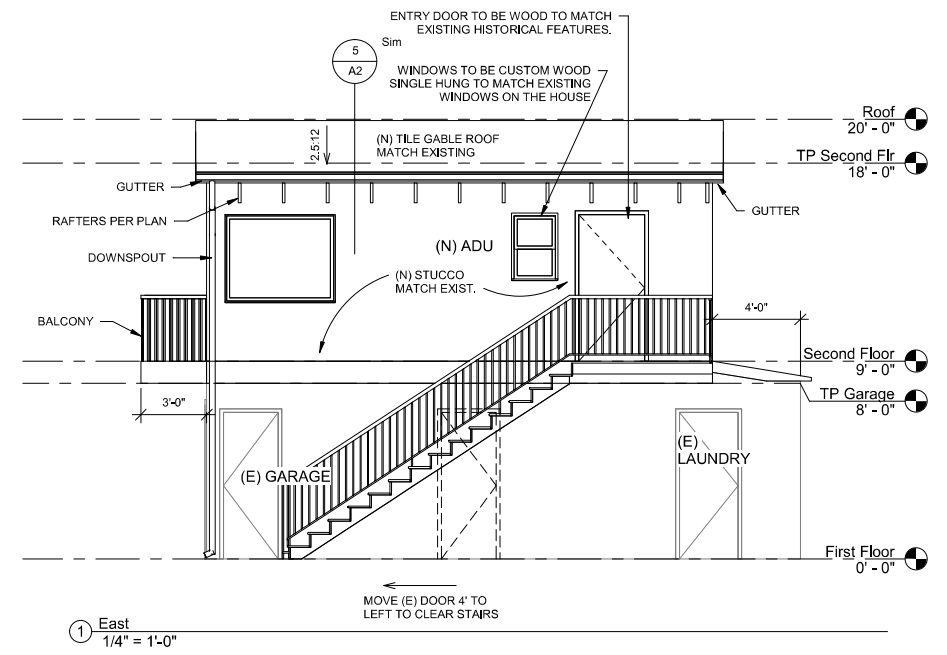 ENTRY DOOR TO BE WOOD TO MATCH
EXISTING HISTORICAL FEATURES.
Sim
5
A2
WINDOWS TO BE CUSTOM WOOD
SINGLE HUNG TO MATCH EXISTING
WINDOWS ON THE HOUSE
Roof
20' - 0"
2.5:12
(N) TILE GABLE ROOF
MATCH EXISTING
TP Second Flr
18' - 0"
GUTTER
GUTTER
RAFTERS PER PLAN
(N) ADU
DOWNSPOUT
(N) STUCCO
MATCH EXIST.
BALCONY
4'-0"
Second Floor
9' - 0"
TP Garage
8' - 0"
3'-0"
(E) GARAGE
(E)
LAUNDRY
First Floor
0' - 0"
MOVE (E) DOOR 4' TO
LEFT TO CLEAR STAIRS
1
East
1/4" = 1'-0"